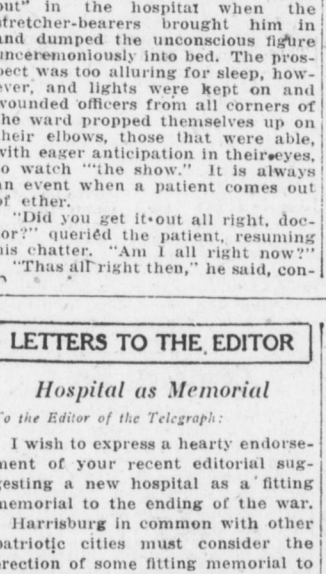 out" in the hospital when the
stretcher-bearers brought him in
and dumped the unconscious figure
unceremoniously into bed. The pros-
pect was too alluring for sleep, how-
ever, and lights were kept on and
wounded officers from all corners of
the ward propped themselves up on
their elbows, those that were able,
with eager anticipation in their eyes,
to watch "'the show." It is always
an event when a patient comes out
of ether.
"Did you get it out all right, doc-
tor?" queried the patient, resuming
his chatter. "Am I all right now?"
"Thas all right then," he said, con-
LETTERS TO THE EDITOR
Hospital as Memorial
To the Editor of the Telegraph:
I wish to express a hearty endorse-
ment of your recent editorial sug-
gesting a new hospital as a fitting
memorial to the ending of the war.
Harrisburg in common with other
patriotic cities must consider the
erection of some fitting memorial to